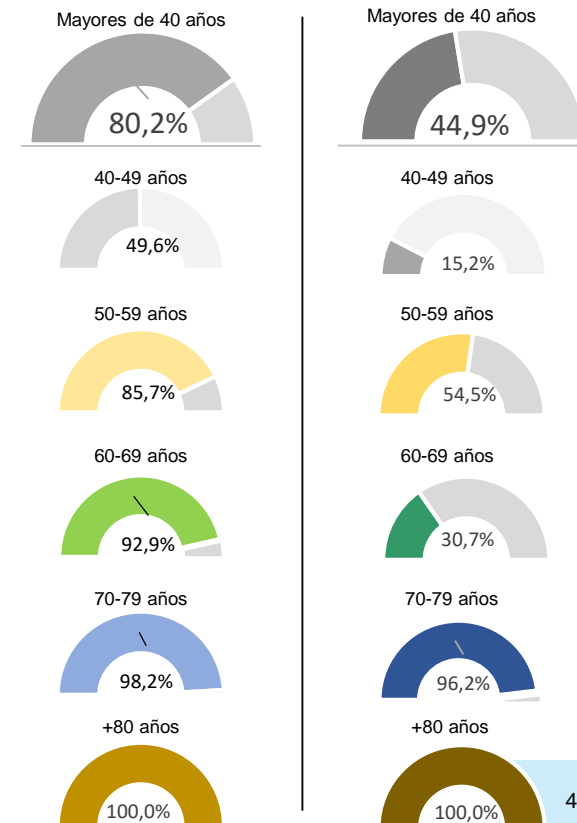 Mayores de 40 años
80,2%
40-49 años
49,6%
50-59 años
85,7%
60-69 años
92,9%
70-79 años
98,2%
+80 años
100,0%
Mayores de 40 años
44,9%
40-49 años
15,2%
50-59 años
54,5%
60-69 años
30,7%
70-79 años
96,2%
+80 años
100,0%
4